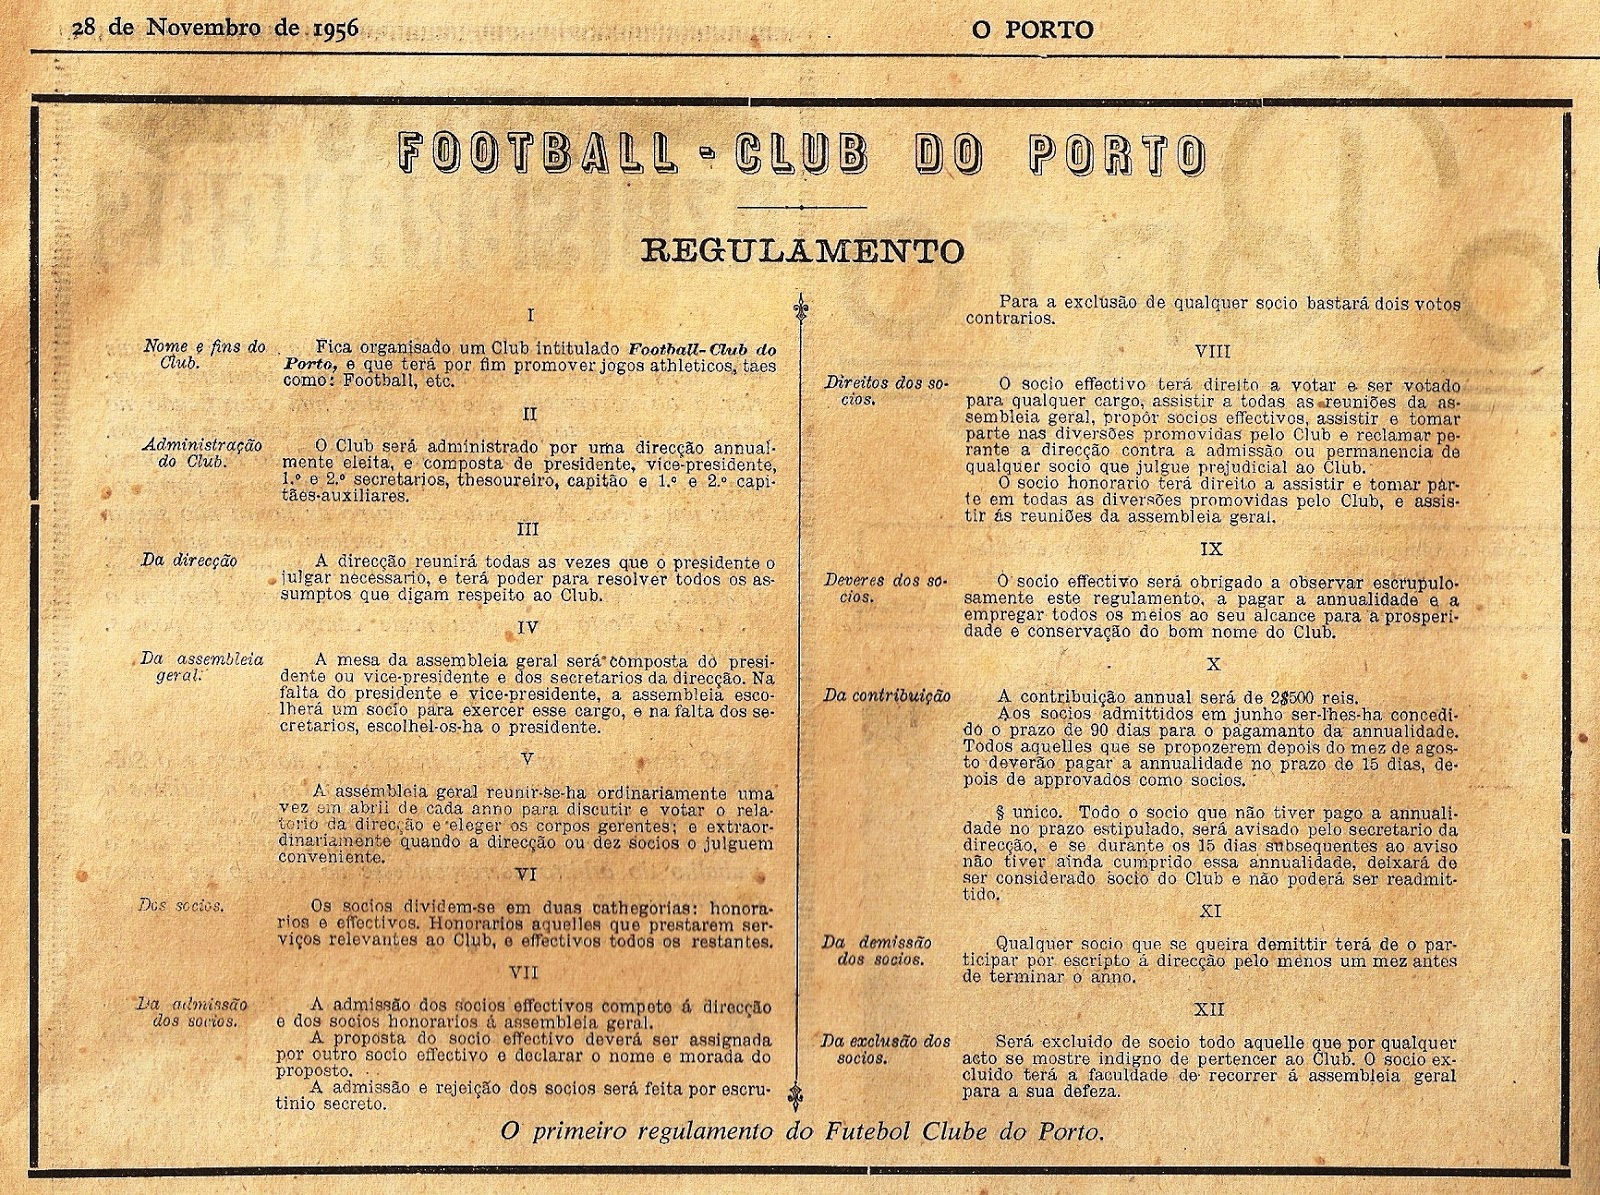 28 de Novembro de 1956
O PORTO
FOOTBALL - CLUB DO PORTO
REGULAMENTO
I
Nome e fins do
Club.
Fica organisado um Club intitulado Football-Club do
Porto, e que terá por fim promover jogos athleticos, taes
como: Football, etc.
II
Administração
do Club.
O Club será administrado por uma direcção annual-
mente eleita, e composta de presidente, vice-presidente,
1.º e 2.º secretarios, thesoureiro, capitão e 1.º e 2.º capi-
tães-auxiliares.
III
Da direcção
A direcção reunirá todas as vezes que o presidente o
julgar necessario, e terá poder para resolver todos os as-
sumptos que digam respeito ao Club.
IV
Da assembleia
geral.
A mesa da assembleia geral será composta do presi-
dente ou vice-presidente e dos secretarios da direcção. Na
falta do presidente e vice-presidente, a assembleia esco-
lherá um socio para exercer esse cargo, e na falta dos se-
cretarios, escolhel-os-ha o presidente.
V
A assembleia geral reunir-se-ha ordinariamente uma
vez em abril de cada anno para discutir e votar o rela-
torio da direcção e eleger os corpos gerentes; e extraor-
dinariamente quando a direcção ou dez socios o julguem
conveniente.
VI
Dos socios.
Os socios dividem-se em duas cathegorias: honora-
rios e effectivos. Honorarios aquelles que prestarem ser-
viços relevantes ao Club, e effectivos todos os restantes.
VII
Da admissão
dos socios.
A admissão dos socios effectivos compete á direcção
e dos socios honorarios á assembleia geral.
A proposta do socio effectivo deverá ser assignada
por outro socio effectivo e declarar o nome e morada do
proposto.
A admissão e rejeição dos socios será feita por escru-
tinio secreto.
Para a exclusão de qualquer socio bastará dois votos
contrarios.
VIII
Direitos dos so-
cios.
O socio effectivo terá direito a votar e ser votado
para qualquer cargo, assistir a todas as reuniões da as-
sembleia geral, propôr socios effectivos, assistir e tomar
parte nas diversões promovidas pelo Club e reclamar pe-
rante a direcção contra a admissão ou permanencia de
qualquer socio que julgue prejudicial ao Club.
O socio honorario terá direito a assistir e tomar par-
te em todas as diversões promovidas pelo Club, e assis-
tir ás reuniões da assembleia geral.
IX
Deveres dos so-
cios.
O socio effectivo será obrigado a observar escrupulo-
samente este regulamento, a pagar a annualidade e a
empregar todos os meios ao seu alcance para a prosperi-
dade e conservação do bom nome do Club.
X
Da contribuição
A contribuição annual será de 2$500 reis.
Aos socios admittidos em junho ser-lhes-ha concedi-
do o prazo de 90 dias para o pagamanto da annualidade.
Todos aquelles que se propozerem depois do mez de agos-
to deverão pagar a annualidade no prazo de 15 dias, de-
pois de approvados como socios.
§ unico. Todo o socio que não tiver pago a annuali-
dade no prazo estipulado, será avisado pelo secretario da
direcção, e se durante os 15 dias subsequentes ao aviso
não tiver ainda cumprido essa annualidade, deixará de
ser considerado socio do Club e não poderá ser readmit-
tido.
XI
Da demissão
dos socios.
Qualquer socio que se queira demittir terá de o par-
ticipar por escripto á direcção pelo menos um mez antes
de terminar o anno.
XII
Da exclusão dos
socios.
Será excluido de socio todo aquelle que por qualquer
acto se mostre indigno de pertencer ao Club. O socio ex-
cluido terá a faculdade de recorrer á assembleia geral
para a sua defeza.
O primeiro regulamento do Futebol Clube do Porto.